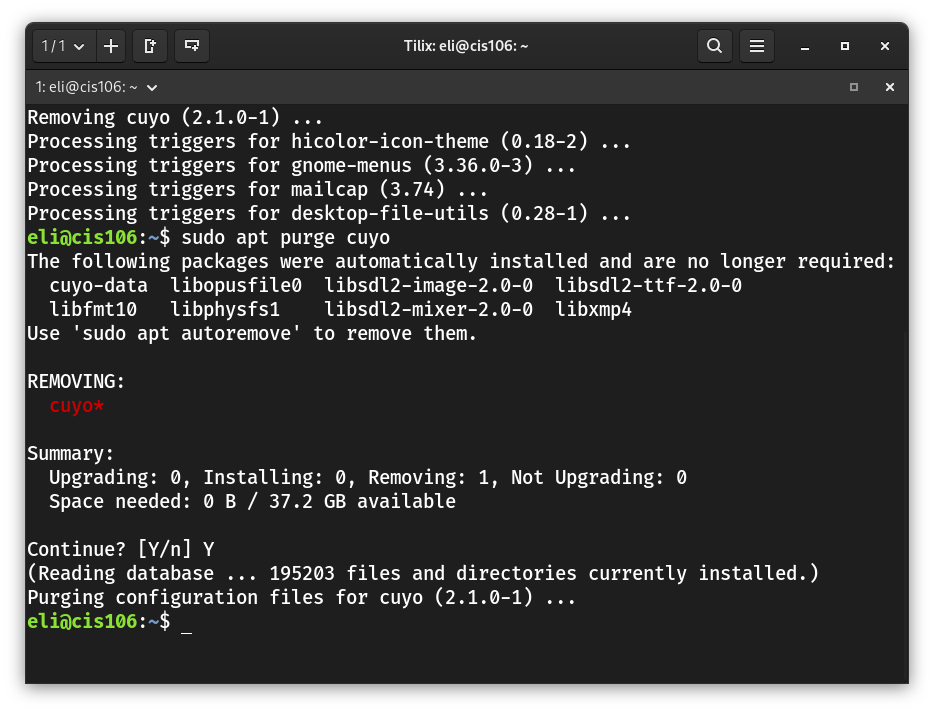 1 / 1
Tilix: eli@cis106: ~
1: eli@cis106: ~
Removing cuyo (2.1.0-1) ...
Processing triggers for hicolor-icon-theme (0.18-2) ...
Processing triggers for gnome-menus (3.36.0-3) ...
Processing triggers for mailcap (3.74) ...
Processing triggers for desktop-file-utils (0.28-1) ...
eli@cis106:~$ sudo apt purge cuyo
The following packages were automatically installed and are no longer required:
  cuyo-data  libopusfile0  libsdl2-image-2.0-0  libsdl2-ttf-2.0-0
  libfmt10   libphysfs1    libsdl2-mixer-2.0-0  libxmp4
Use 'sudo apt autoremove' to remove them.
REMOVING:
  cuyo*
Summary:
  Upgrading: 0, Installing: 0, Removing: 1, Not Upgrading: 0
  Space needed: 0 B / 37.2 GB available
Continue? [Y/n] Y
(Reading database ... 195203 files and directories currently installed.)
Purging configuration files for cuyo (2.1.0-1) ...
eli@cis106:~$ _